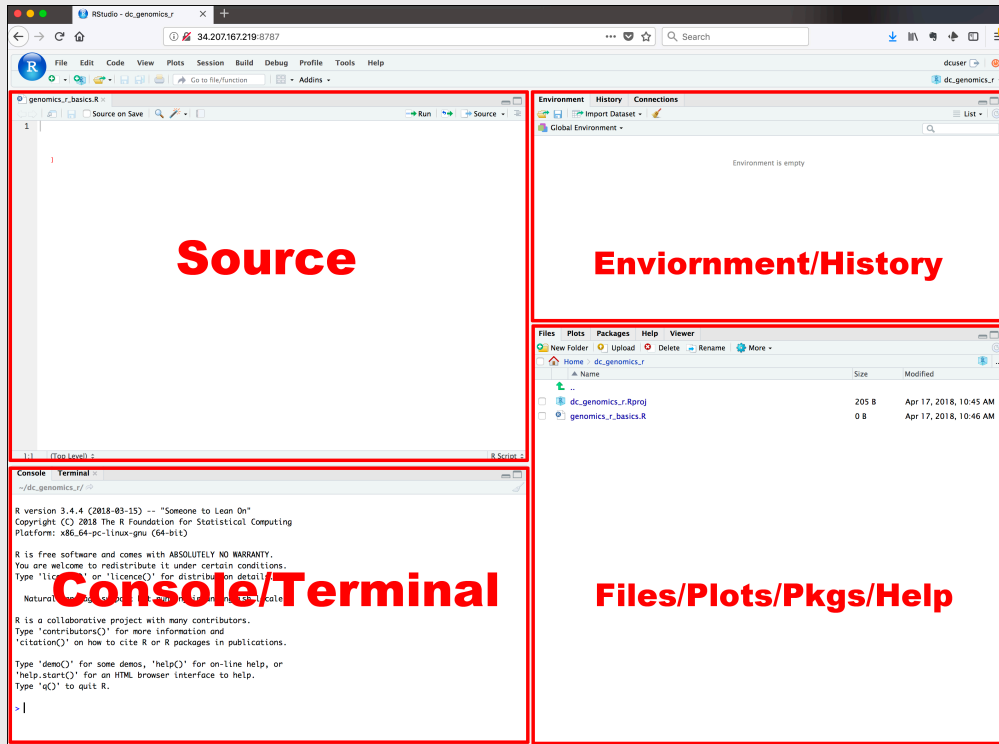 RStudio - dc_genomics_r
34.207.167.219:8787
Search
R
File Edit Code View Plots Session Build Debug Profile Tools Help
dcuser
Go to file/function
Addins
dc_genomics_r
genomics_r_basics.R
Source on Save
Run
Source
1
Source
1:1 (Top Level)
R Script
Environment History Connections
Import Dataset
List
Global Environment
Environment is empty
Enviornment/History
Console Terminal
~/dc_genomics_r/
R version 3.4.4 (2018-03-15) -- "Someone to Lean On"
Copyright (C) 2018 The R Foundation for Statistical Computing
Platform: x86_64-pc-linux-gnu (64-bit)
R is free software and comes with ABSOLUTELY NO WARRANTY.
You are welcome to redistribute it under certain conditions.
Type or 'licence()' for distribution details.
Console/Terminal
Natural
R is a collaborative project with many contributors.
Type 'contributors()' for more information and
'citation()' on how to cite R or R packages in publications.
Type 'demo()' for some demos, 'help()' for on-line help, or
'help.start()' for an HTML browser interface to help.
Type 'q()' to quit R.
>
Files Plots Packages Help Viewer
New Folder Upload Delete Rename More
Home dc_genomics_r
Name Size Modified
..
dc_genomics_r.Rproj 205 B Apr 17, 2018, 10:45 AM
genomics_r_basics.R 0 B Apr 17, 2018, 10:46 AM
Files/Plots/Pkgs/Help